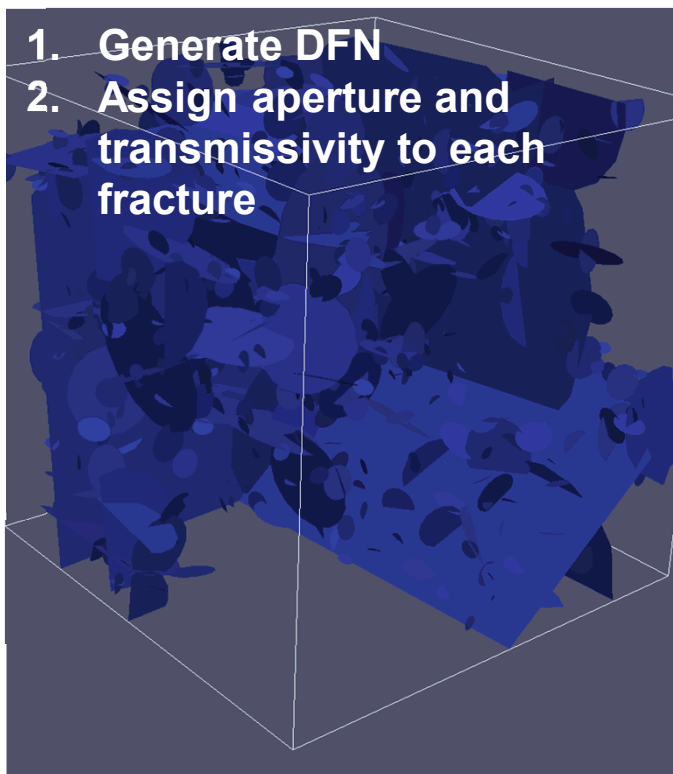 1. Generate DFN
2. Assign aperture and
transmissivity to each
fracture